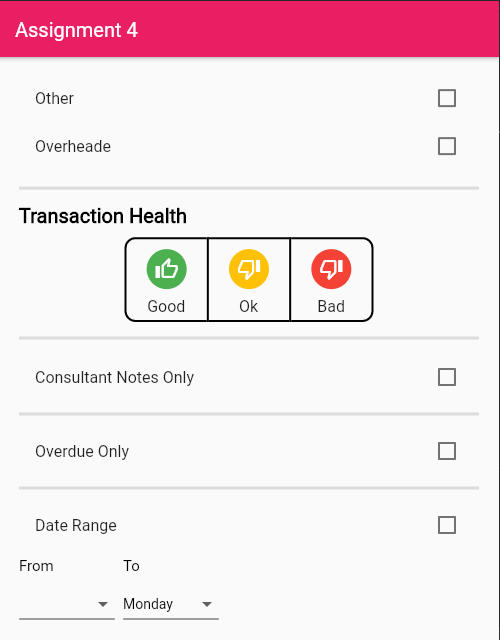 Assignment 4
Other
Overheade
Transaction Health
Good Ok Bad
Consultant Notes Only
Overdue Only
Date Range
From To
Monday